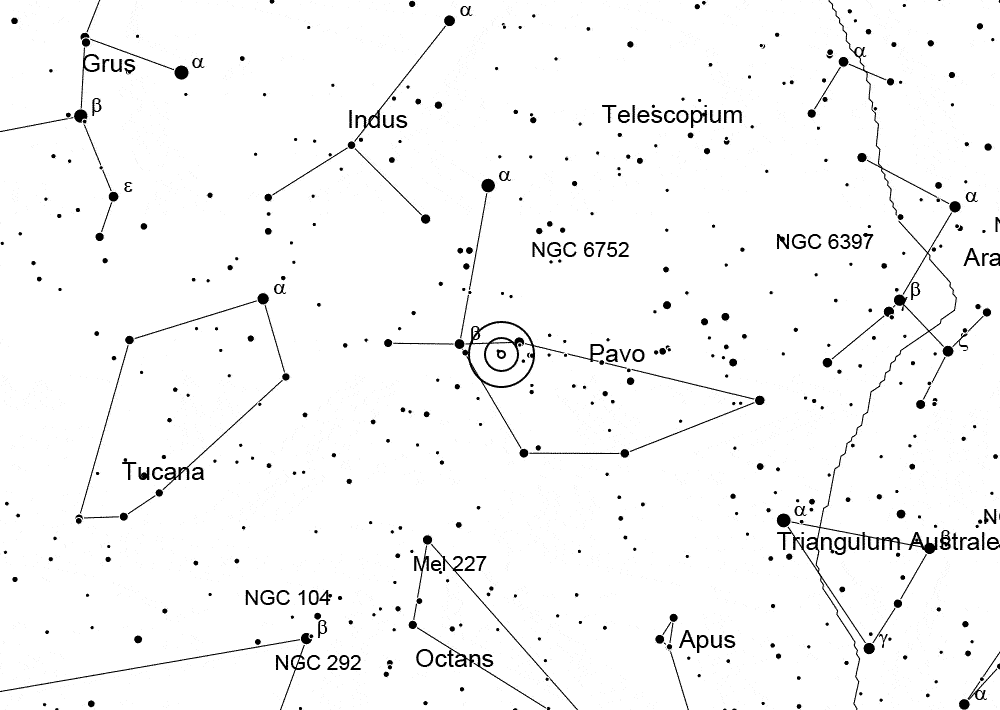 α
α
α
Grus
β
Indus
Telescopium
α
ε
α
α
NGC 6752
NGC 6397
N
Ara
α
β
β
ζ
Pavo
Tucana
α
NG
Triangulum Australe
β
Mel 227
NGC 104
β
NGC 292
Octans
Apus
γ
α